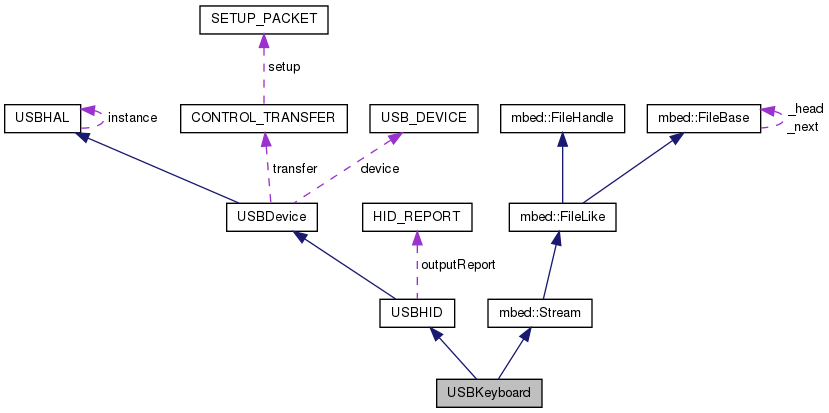 SETUP_PACKET
setup
USBHAL
instance
CONTROL_TRANSFER
USB_DEVICE
mbed::FileHandle
mbed::FileBase
_head
_next
transfer
device
USBDevice
HID_REPORT
mbed::FileLike
outputReport
USBHID
mbed::Stream
USBKeyboard